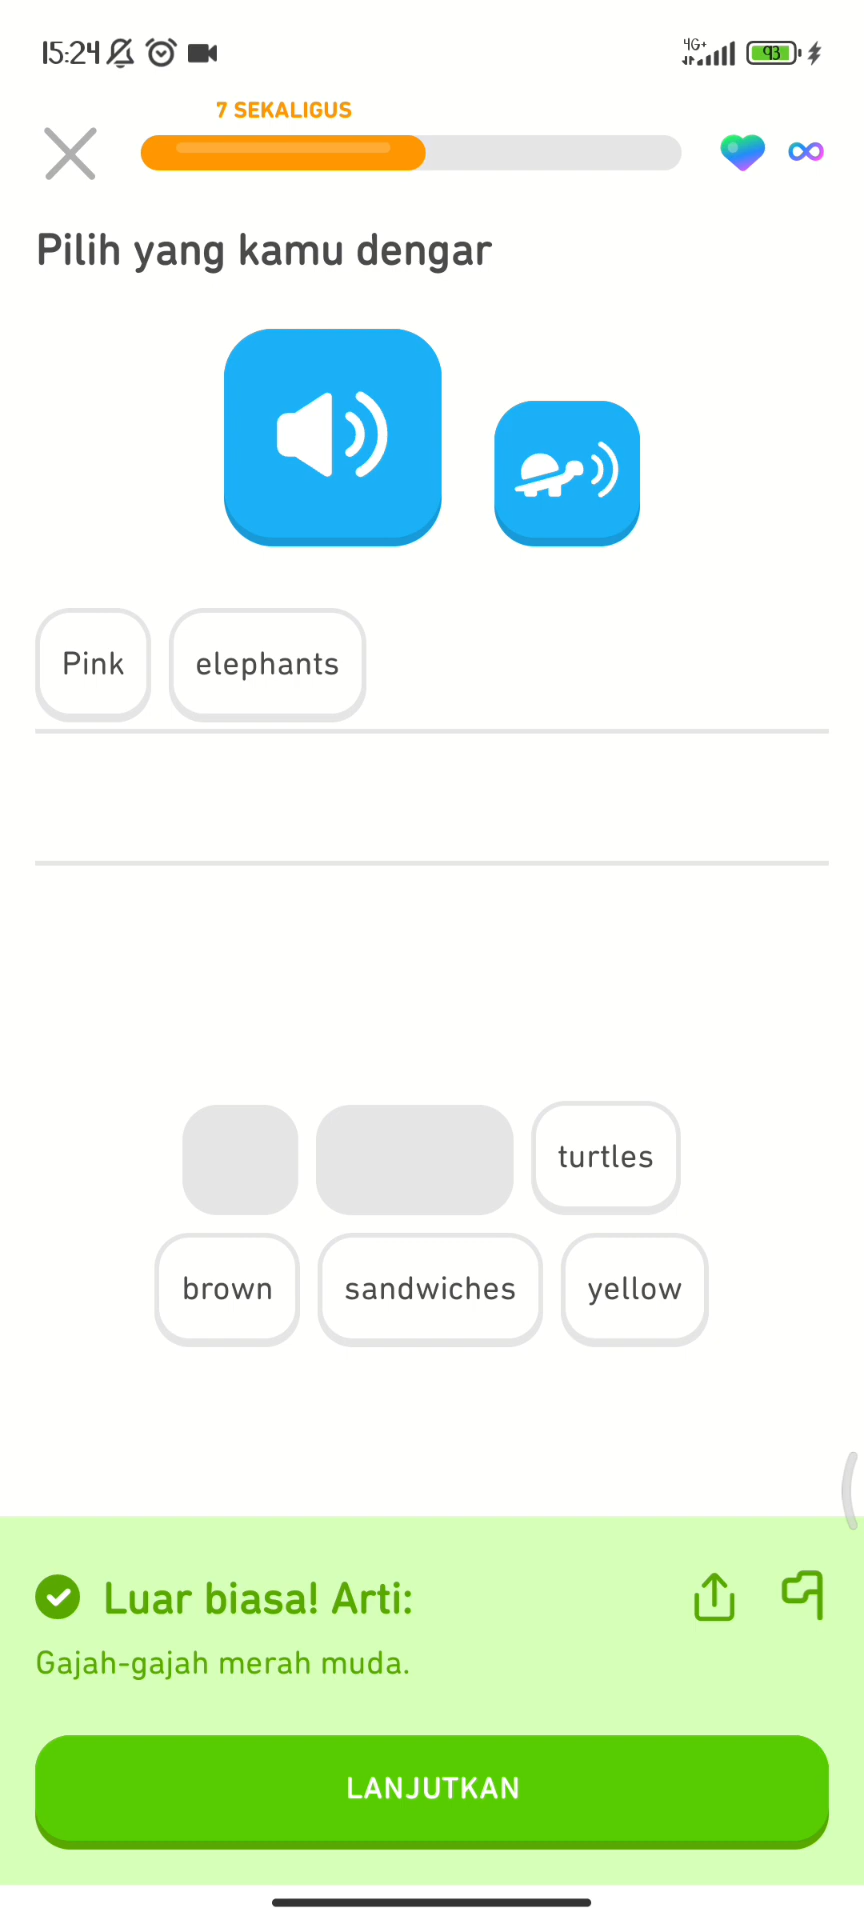 15:24 4G+ 93
7 SEKALIGUS
Pilih yang kamu dengar
Pink elephants
turtles
brown sandwiches yellow
Luar biasa! Arti:
Gajah-gajah merah muda.
LANJUTKAN